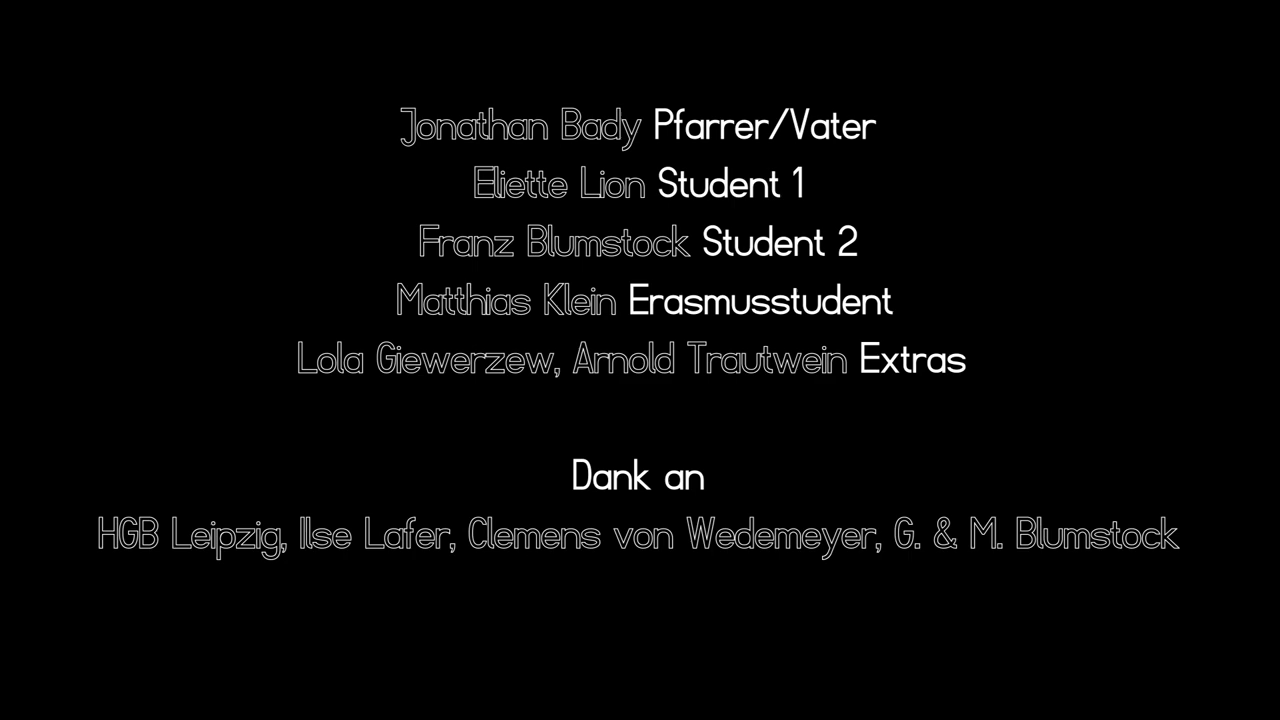 Jonathan Bady Pfarrer/Vater
Eliette Lion Student 1
Franz Blumstock Student 2
Matthias Klein Erasmusstudent
Lola Giewerzew, Arnold Trautwein Extras
Dank an
HGB Leipzig, Ilse Lafer, Clemens von Wedemeyer, G. & M. Blumstock